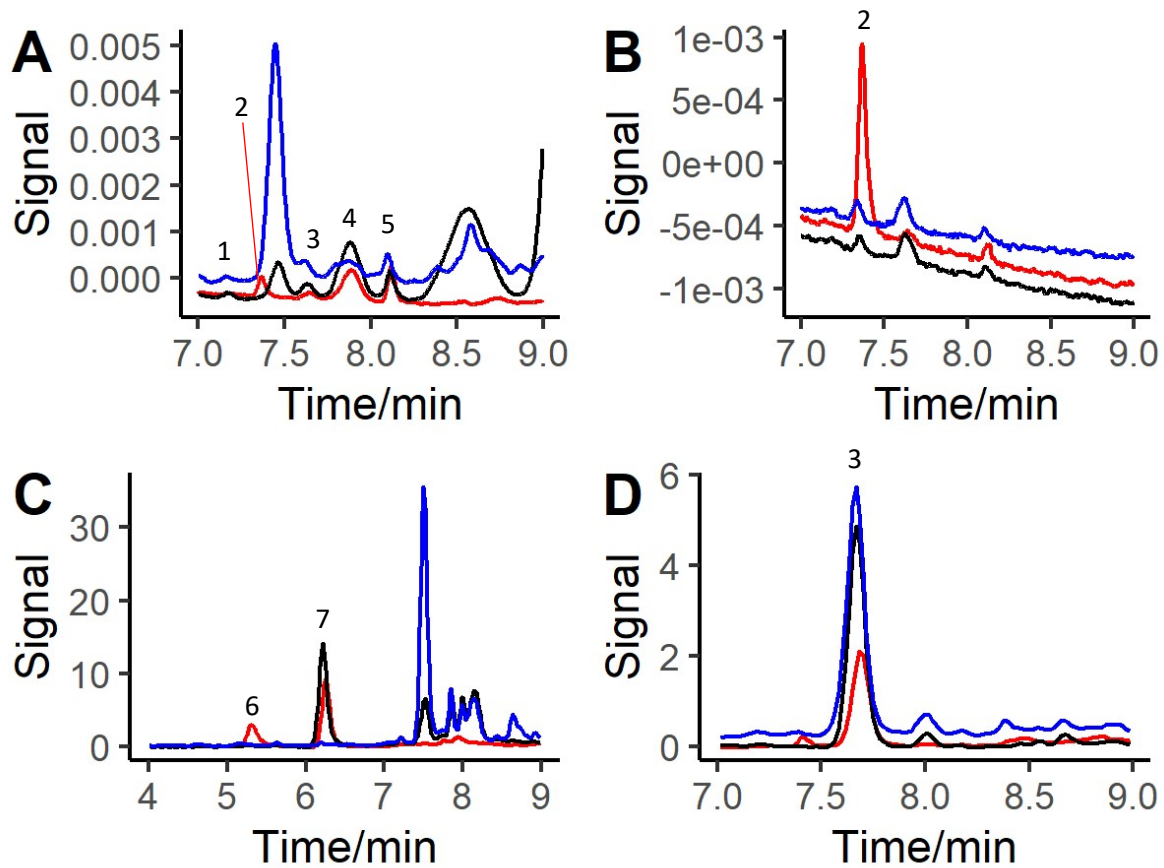 A
Signal
0.005
0.004
0.003
0.002
0.001
0.000
1
2
3
4
5
7.0 7.5 8.0 8.5 9.0
Time/min
B
Signal
1e-03
5e-04
0e+00
-5e-04
-1e-03
2
7.0 7.5 8.0 8.5 9.0
Time/min
C
Signal
30
20
10
0
6
7
4 5 6 7 8 9
Time/min
D
Signal
6
4
2
0
3
7.0 7.5 8.0 8.5 9.0
Time/min